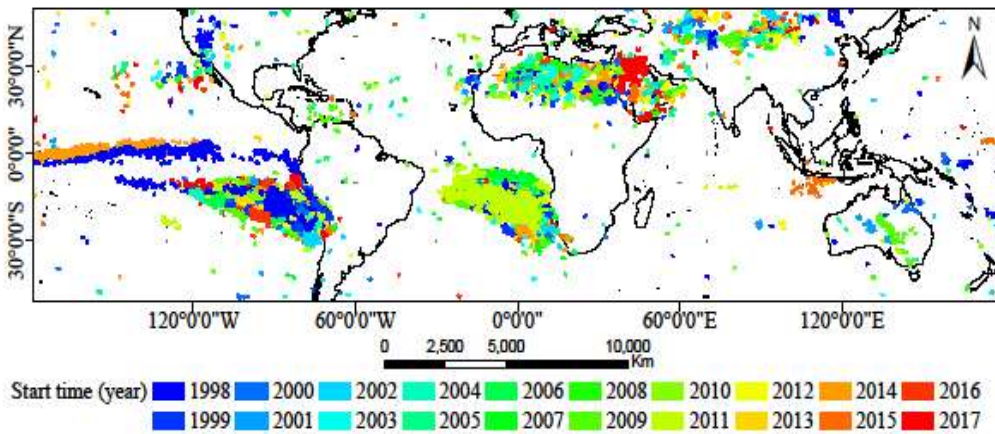 N
30°0'0"N
0°0'0"
30°0'0"S
120°0'0"W 60°0'0"W 0°0'0" 60°0'0"E 120°0'0"E
0 2,500 5,000 10,000
Km
Start time (year) 1998 2000 2002 2004 2006 2008 2010 2012 2014 2016
1999 2001 2003 2005 2007 2009 2011 2013 2015 2017